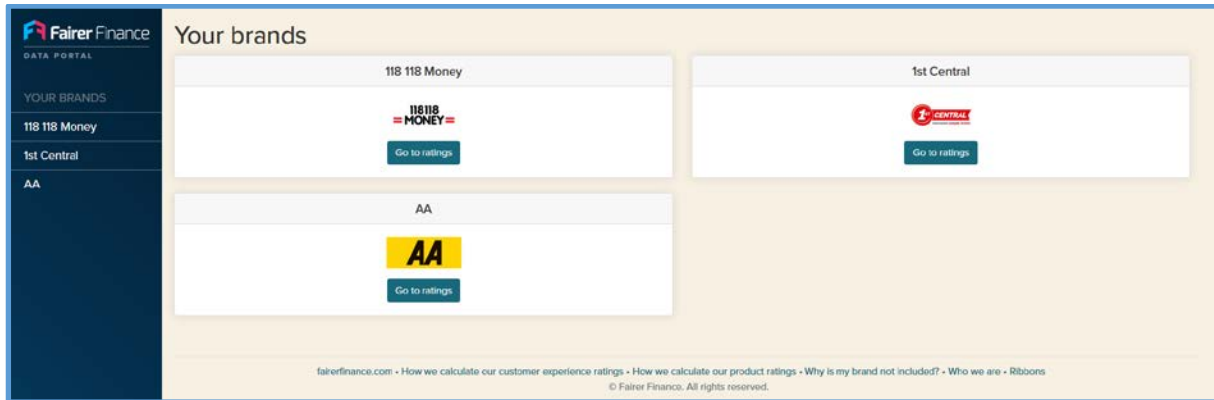 Fairer Finance
DATA PORTAL
YOUR BRANDS
118 118 Money
1st Central
AA
Your brands
118 118 Money
118118
MONEY
Go to ratings
1st Central
1st CENTRAL
Go to ratings
AA
AA
Go to ratings
fairerfinance.com • How we calculate our customer experience ratings • How we calculate our product ratings • Why is my brand not included? • Who we are • Ribbons
© Fairer Finance. All rights reserved.